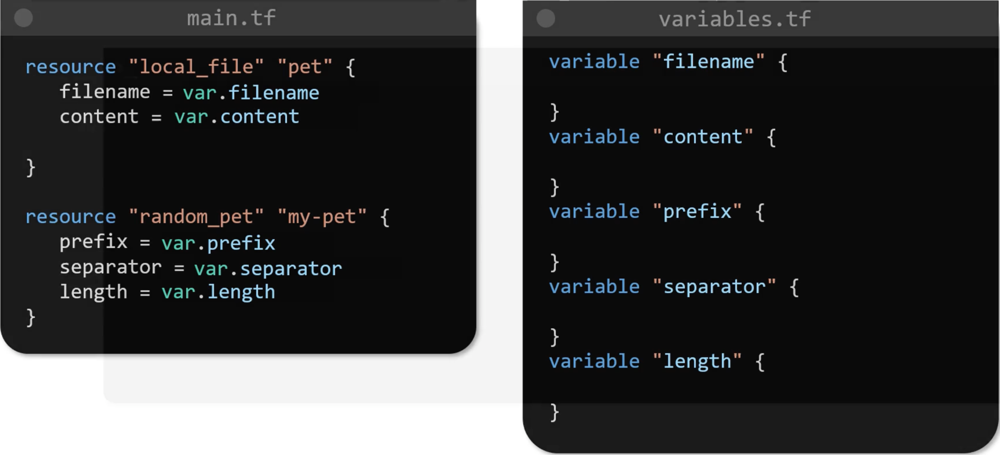 main.tf
resource "local_file" "pet" {
filename = var.filename
content = var.content
}
resource "random_pet" "my-pet" {
prefix = var.prefix
separator = var.separator
length = var.length
}
variables.tf
variable "filename" {
}
variable "content" {
}
variable "prefix" {
}
variable "separator" {
}
variable "length" {
}